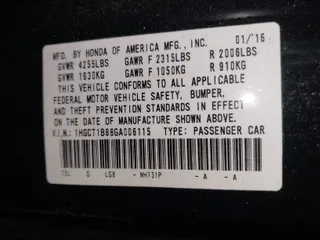 MFD. BY HONDA OF AMERICA MFG., INC. 01/'16
GVWR 4255LBS GAWR F 2315LBS R 2006LBS
GVWR 1930KG GAWR F 1050KG R 910KG
THIS VEHICLE CONFORMS TO ALL APPLICABLE
FEDERAL MOTOR VEHICLE SAFETY, BUMPER,
AND THEFT PREVENTION STANDARDS IN EFFECT
ON THE DATE OF MANUFACTURE SHOWN ABOVE.
V.I.N.: 1HGCT1B88GA006115 TYPE: PASSENGER CAR
NH731P - A - A